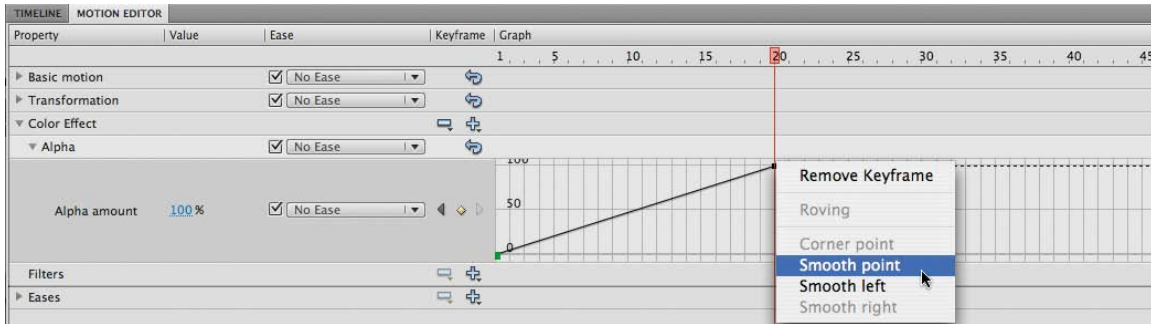 TIMELINE MOTION EDITOR
Property Value Ease Keyframe Graph
1 5 10 15 20 25 30 35 40 45
Basic motion No Ease
Transformation No Ease
Color Effect
Alpha No Ease
Alpha amount 100 % No Ease
100
50
0
Remove Keyframe
Roving
Corner point
Smooth point
Smooth left
Smooth right
Filters
Eases